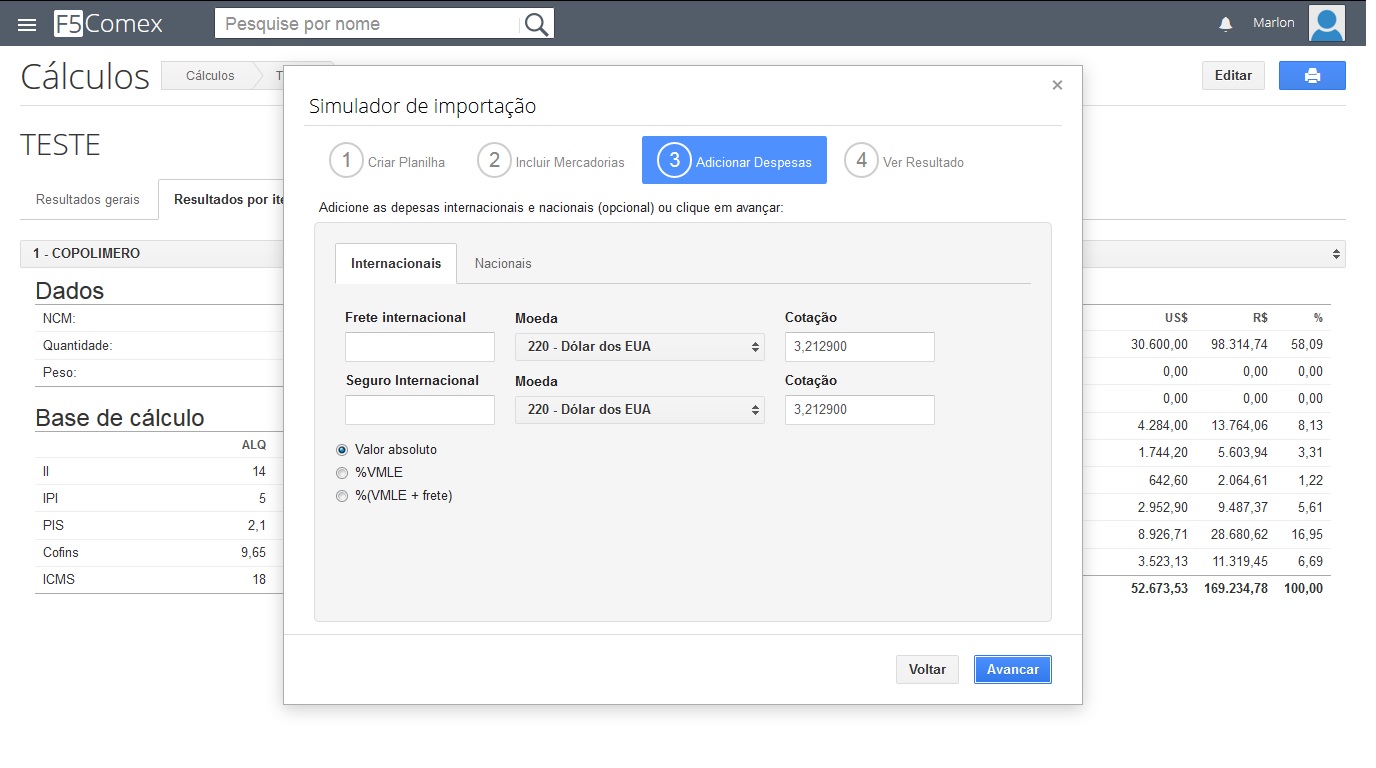 F5Comex
Pesquise por nome
Marlon
Cálculos
Cálculos
T
Editar
TESTE
Resultados gerais
Resultados por ite
1 - COPOLIMERO
Dados
NCM:
Quantidade:
Peso:
Base de cálculo
ALQ
II 14
IPI 5
PIS 2,1
Cofins 9,65
ICMS 18
×
Simulador de importação
1 Criar Planilha
2 Incluir Mercadorias
3 Adicionar Despesas
4 Ver Resultado
Adicione as depesas internacionais e nacionais (opcional) ou clique em avançar:
Internacionais
Nacionais
Frete internacional Moeda Cotação
220 - Dólar dos EUA 3,212900
Seguro Internacional Moeda Cotação
220 - Dólar dos EUA 3,212900
Valor absoluto
%VMLE
%(VMLE + frete)
Voltar
Avancar
US$ R$ %
30.600,00 98.314,74 58,09
0,00 0,00 0,00
0,00 0,00 0,00
4.284,00 13.764,06 8,13
1.744,20 5.603,94 3,31
642,60 2.064,61 1,22
2.952,90 9.487,37 5,61
8.926,71 28.680,62 16,95
3.523,13 11.319,45 6,69
52.673,53 169.234,78 100,00